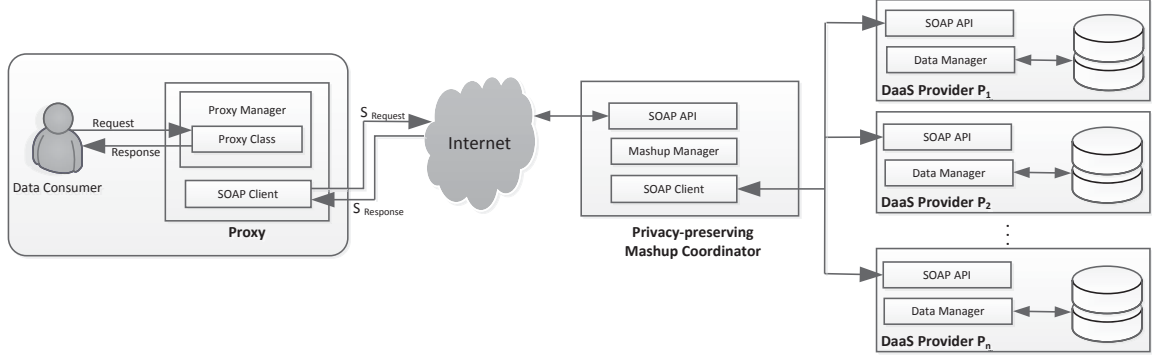 Data Consumer
Request
Response
Proxy Manager
Proxy Class
SOAP Client
Proxy
S Request
S Response
Internet
SOAP API
Mashup Manager
SOAP Client
Privacy-preserving
Mashup Coordinator
SOAP API
Data Manager
DaaS Provider P1
SOAP API
Data Manager
DaaS Provider P2
SOAP API
Data Manager
DaaS Provider Pn